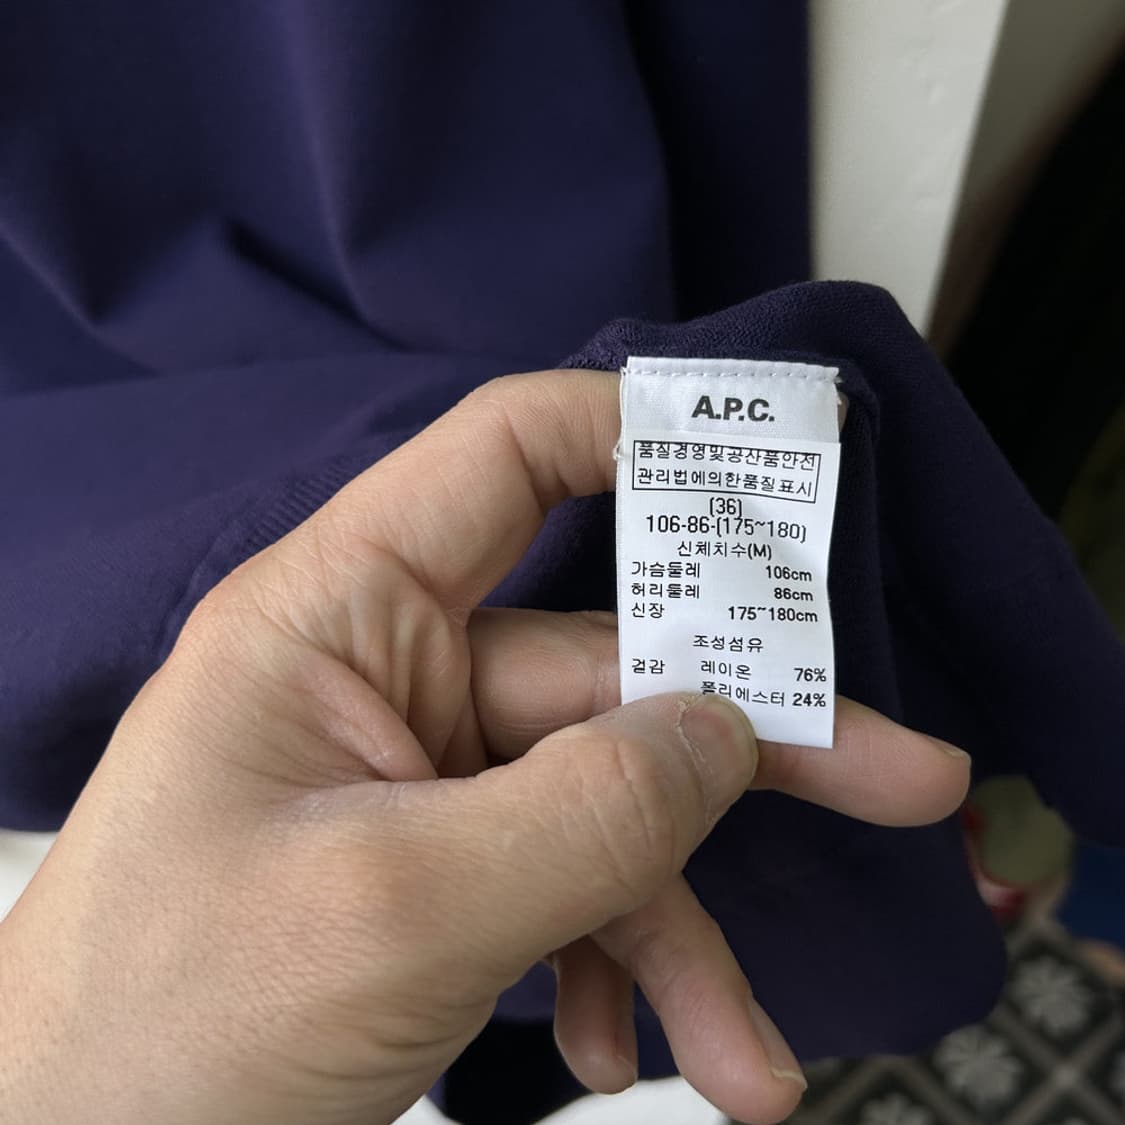 A.P.C.
품질경영및공산품안전
관리법에의한품질표시
(36)
106-86-(175~180)
신체치수(M)
가슴둘레 106cm
허리둘레 86cm
신장 175~180cm
조성섬유
겉감 레이온 76%
폴리에스터 24%